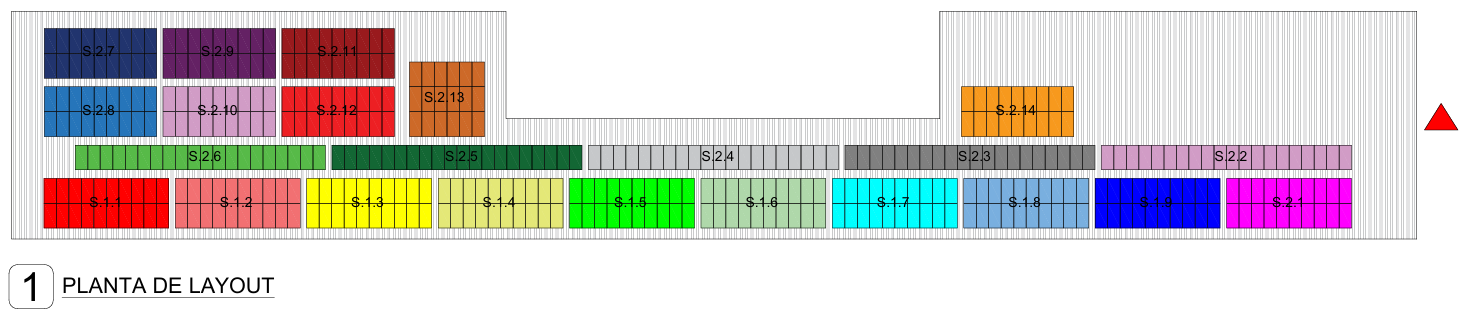 S.2.7 S.2.9 S.2.11
S.2.13
S.2.8 S.2.10 S.2.12 S.2.14
S.2.6 S.2.5 S.2.4 S.2.3 S.2.2
S.1.1 S.1.2 S.1.3 S.1.4 S.1.5 S.1.6 S.1.7 S.1.8 S.1.9 S.2.1
1 PLANTA DE LAYOUT